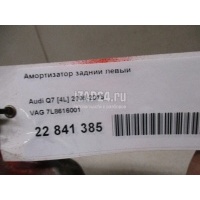 Амортизатор задний левый
Audi Q7 [4L]
VAG 7L8616001
22 841 385